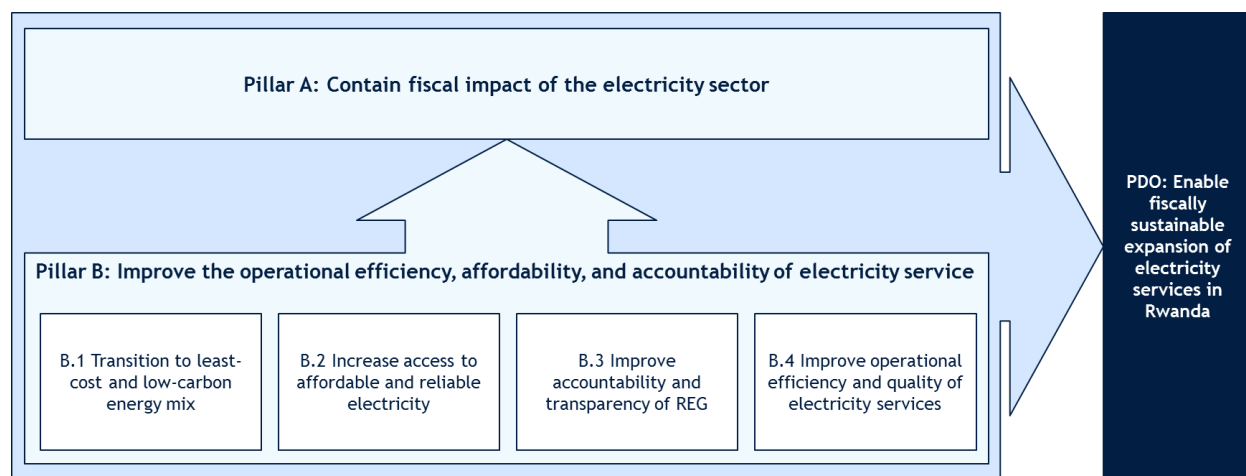 Pillar A: Contain fiscal impact of the electricity sector
Pillar B: Improve the operational efficiency, affordability, and accountability of electricity service
B.1 Transition to least-
cost and low-carbon
energy mix
B.2 Increase access to
affordable and reliable
electricity
B.3 Improve
accountability and
transparency of REG
B.4 Improve operational
efficiency and quality of
electricity services
PDO: Enable
fiscally
sustainable
expansion of
electricity
services in
Rwanda